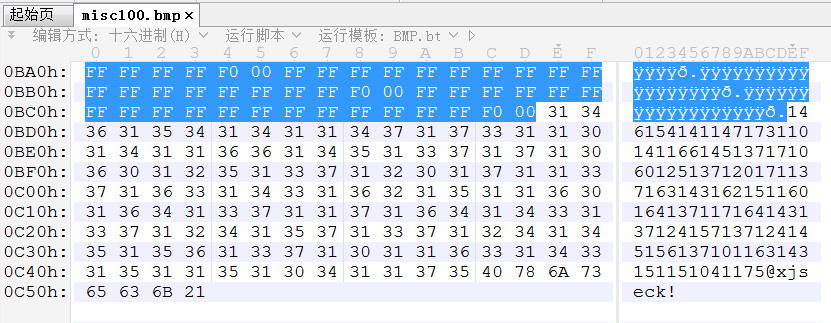 起始页 misc100.bmp ×
编辑方式: 十六进制(H) 运行脚本 运行模板: BMP.bt
0 1 2 3 4 5 6 7 8 9 A B C D E F 0123456789ABCDEF
0BA0h: FF FF FF FF F0 00 FF FF FF FF FF FF FF FF FF FF ÿÿÿÿð.ÿÿÿÿÿÿÿÿÿÿ
0BB0h: FF FF FF FF FF FF FF FF F0 00 FF FF FF FF FF FF ÿÿÿÿÿÿÿÿð.ÿÿÿÿÿÿ
0BC0h: FF FF FF FF FF FF FF FF FF FF FF FF F0 00 31 34 ÿÿÿÿÿÿÿÿÿÿÿÿð.14
0BD0h: 36 31 35 34 31 34 31 31 34 37 31 37 33 31 31 30 6154141147173110
0BE0h: 31 34 31 31 36 36 31 34 35 31 33 37 31 37 31 30 1411661451371710
0BF0h: 36 30 31 32 35 31 33 37 31 32 30 31 37 31 31 33 6012513712017113
0C00h: 37 31 36 33 31 34 33 31 36 32 31 35 31 31 36 30 7163143162151160
0C10h: 31 36 34 31 33 37 31 31 37 31 36 34 31 34 33 31 1641371171641431
0C20h: 33 37 31 32 34 31 35 37 31 33 37 31 32 34 31 34 3712415713712414
0C30h: 35 31 35 36 31 33 37 31 30 31 31 36 33 31 34 33 5156137101163143
0C40h: 31 35 31 31 35 31 30 34 31 31 37 35 40 78 6A 73 151151041175@xjs
0C50h: 65 63 6B 21 eck!